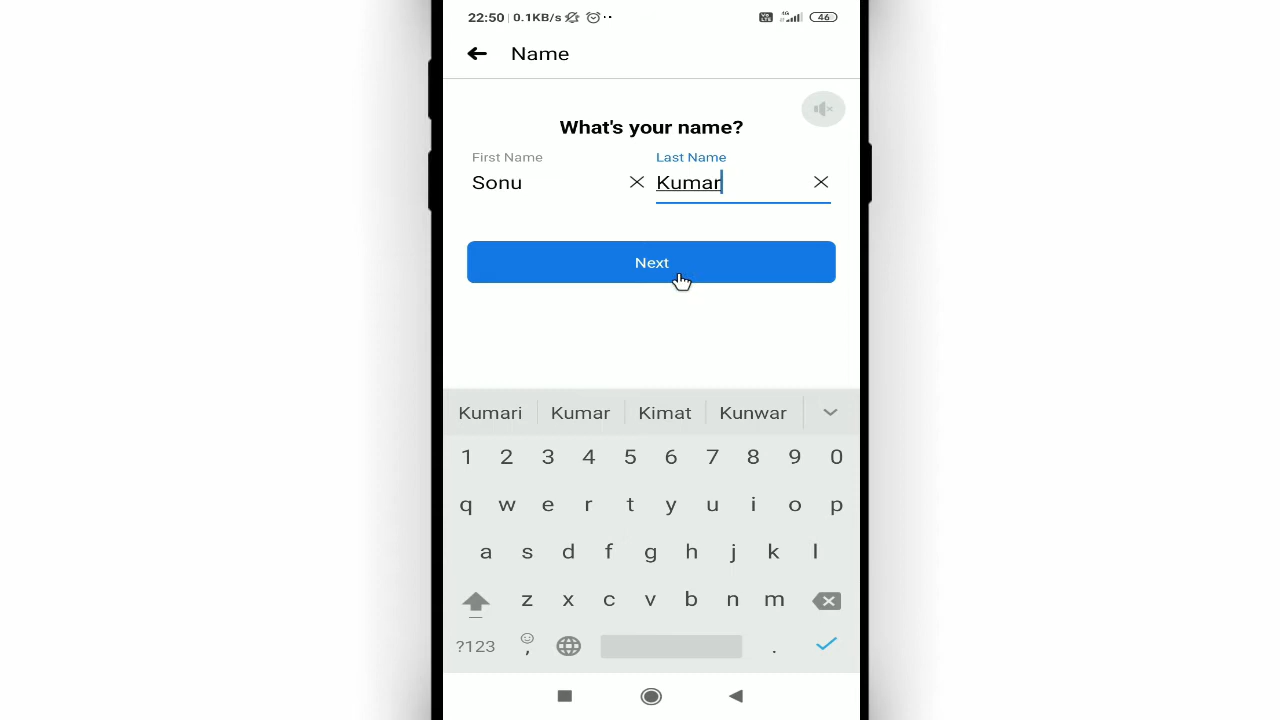 22:50 0.1KB/s 4G 46
Name
What's your name?
First Name Last Name
Sonu Kumar
Next
Kumari Kumar Kimat Kunwar
1 2 3 4 5 6 7 8 9 0
q w e r t y u i o p
a s d f g h j k l
z x c v b n m
?123 , .